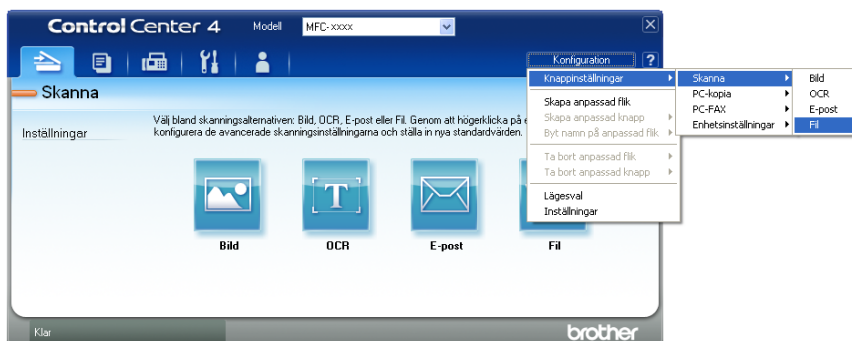 Control Center 4
Modell
MFC-xxxx
Konfiguration
?
Skanna
Inställningar
Välj bland skanningsalternativen: Bild, OCR, E-post eller Fil. Genom att högerklicka på
konfigurera de avancerade skanningsinställningarna och ställa in nya standardvärden.
Bild
OCR
E-post
Fil
Knappinställningar
Skapa anpassad flik
Skapa anpassad knapp
Byt namn på anpassad flik
Ta bort anpassad flik
Ta bort anpassad knapp
Lägesval
Inställningar
Skanna
PC-kopia
PC-FAX
Enhetsinställningar
Bild
OCR
E-post
Fil
T
Klar
brother